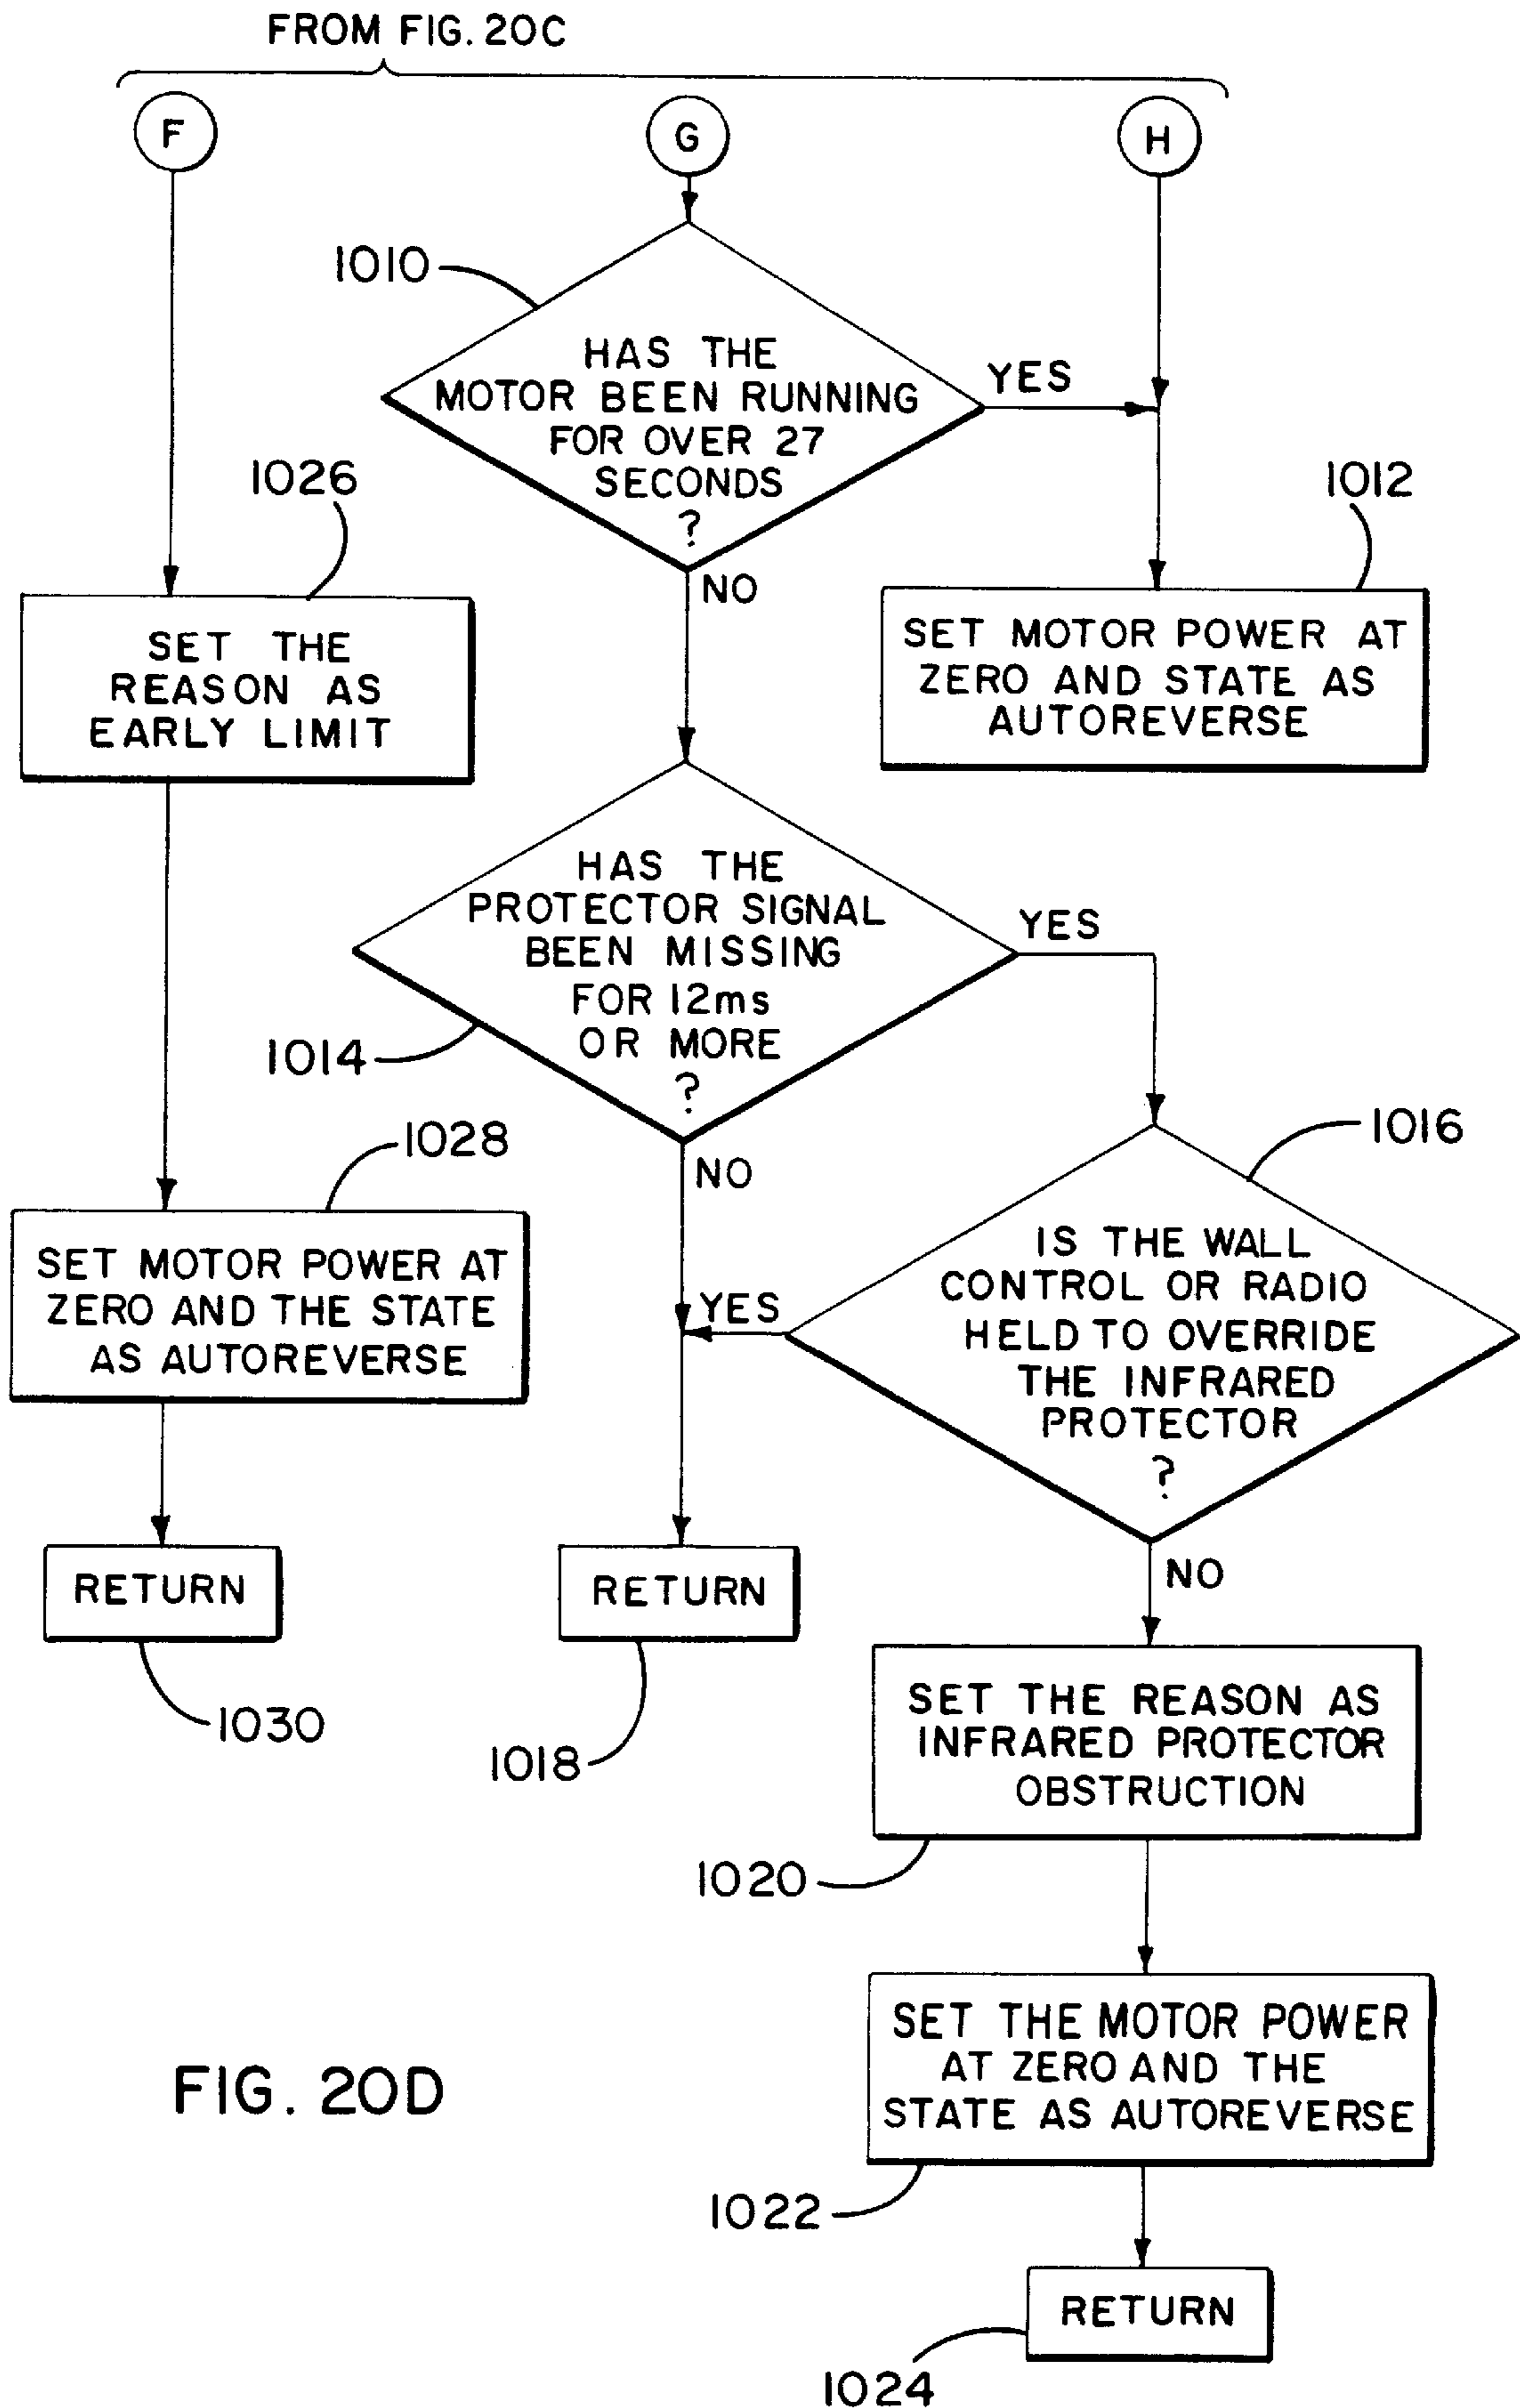 FROM FIG. 20C
F
G
H
1010
HAS THE
MOTOR BEEN RUNNING
FOR OVER 27
SECONDS
?
YES
NO
1026
SET THE
REASON AS
EARLY LIMIT
1012
SET MOTOR POWER AT
ZERO AND STATE AS
AUTOREVERSE
HAS THE
PROTECTOR SIGNAL
BEEN MISSING
FOR 12ms
OR MORE
?
1014
YES
NO
1028
SET MOTOR POWER AT
ZERO AND THE STATE
AS AUTOREVERSE
1016
IS THE WALL
CONTROL OR RADIO
HELD TO OVERRIDE
THE INFRARED
PROTECTOR
?
YES
NO
RETURN
1030
RETURN
1018
SET THE REASON AS
INFRARED PROTECTOR
OBSTRUCTION
1020
SET THE MOTOR POWER
AT ZERO AND THE
STATE AS AUTOREVERSE
1022
RETURN
1024
FIG. 20D